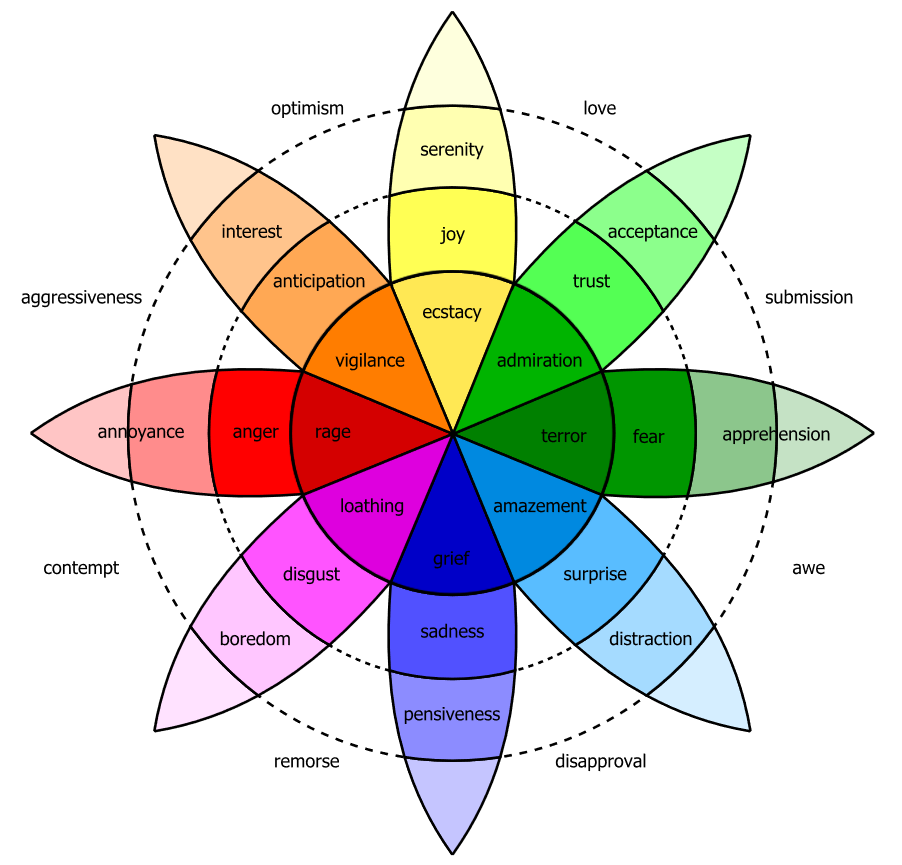 optimism
love
serenity
interest
joy
acceptance
anticipation
trust
aggressiveness
submission
ecstacy
vigilance
admiration
annoyance
anger
rage
terror
fear
apprehension
loathing
amazement
grief
contempt
awe
disgust
surprise
sadness
boredom
distraction
pensiveness
remorse
disapproval